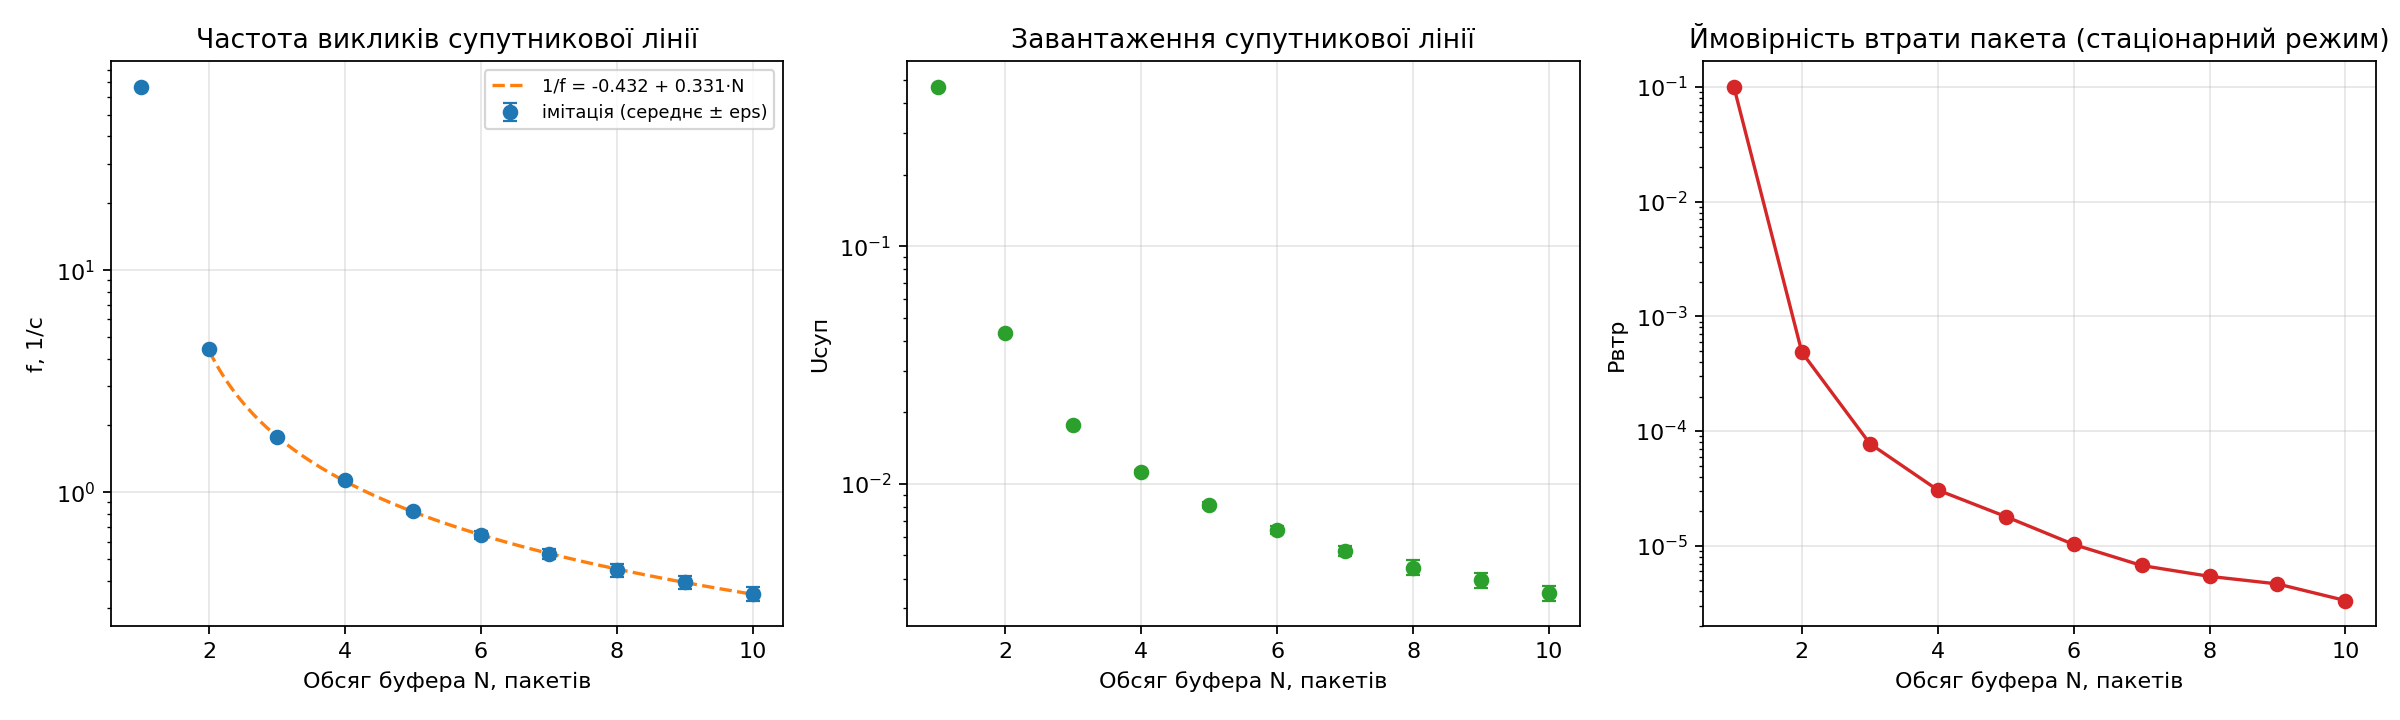 Частота викликів супутникової лінії
10¹
10⁰
f, 1/с
1/f = -0.432 + 0.331·N
імітація (середнє ± eps)
2 4 6 8 10
Обсяг буфера N, пакетів
Завантаження супутникової лінії
10⁻¹
10⁻²
Uсуп
2 4 6 8 10
Обсяг буфера N, пакетів
Ймовірність втрати пакета (стаціонарний режим)
10⁻¹
10⁻²
10⁻³
10⁻⁴
10⁻⁵
Pвтр
2 4 6 8 10
Обсяг буфера N, пакетів